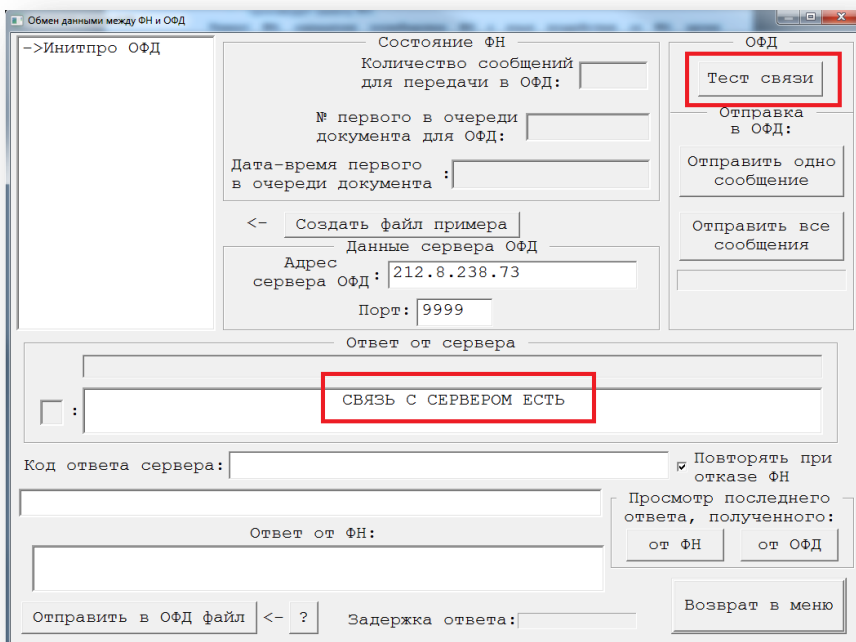 Обмен данными между ФН и ОФД
->Инитпро ОФД
Состояние ФН
Количество сообщений
для передачи в ОФД:
№ первого в очереди
документа для ОФД:
Дата-время первого
в очереди документа :
<- Создать файл примера
Данные сервера ОФД
Адрес
сервера ОФД: 212.8.238.73
Порт: 9999
ОФД
Тест связи
Отправка
в ОФД:
Отправить одно
сообщение
Отправить все
сообщения
Ответ от сервера
: СВЯЗЬ С СЕРВЕРОМ ЕСТЬ
Код ответа сервера:
Повторять при
отказе ФН
Ответ от ФН:
Просмотр последнего
ответа, полученного:
от ФН от ОФД
Отправить в ОФД файл <- ? Задержка ответа:
Возврат в меню